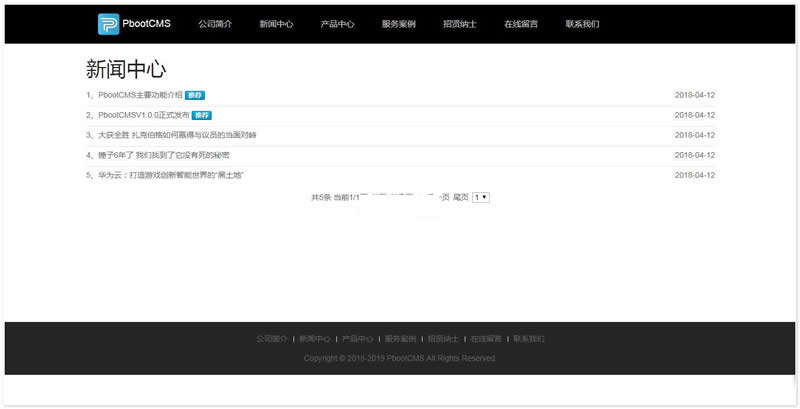 PbootCMS 公司简介 新闻中心 产品中心 服务案例 招贤纳士 在线留言 联系我们
新闻中心
1、PbootCMS主要功能介绍 推荐 2018-04-12
2、PbootCMSV1.0.0正式发布 推荐 2018-04-12
3、大获全胜 扎克伯格如何赢得与议员的当面对峙 2018-04-12
4、锤子6年了 我们找到了它没有死的秘密 2018-04-12
5、华为云：打造游戏创新智能世界的“黑土地” 2018-04-12
共5条 当前1/1 页 尾页 1
公司简介 | 新闻中心 | 产品中心 | 服务案例 | 招贤纳士 | 在线留言 | 联系我们
Copyright © 2018-2019 PbootCMS All Rights Reserved.